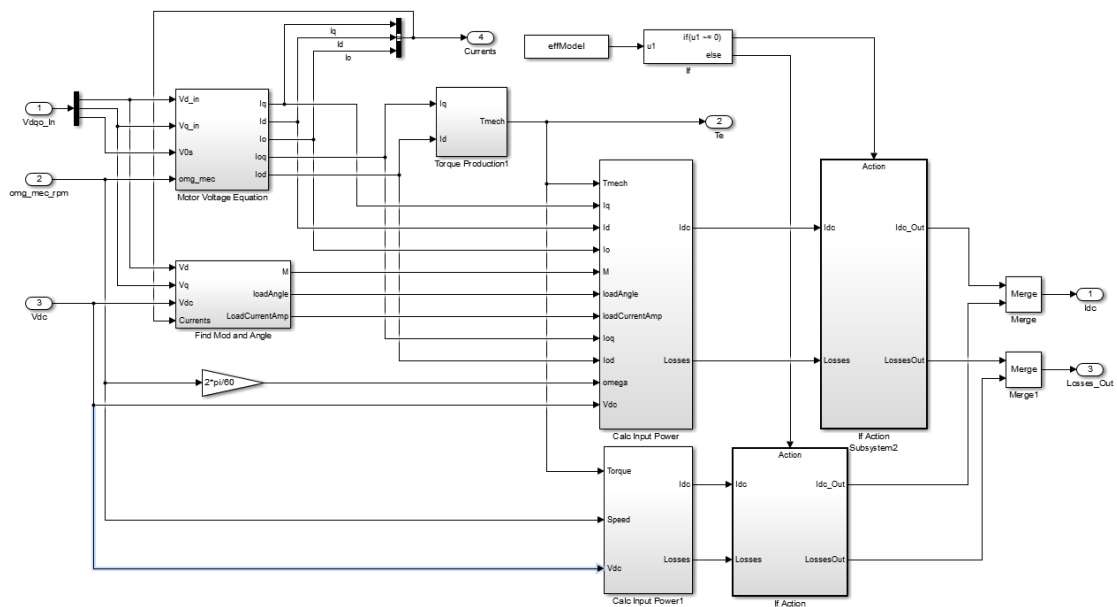 Iq
Id
Io
4
Currents
effModel
u1
if(u1 ~= 0)
else
If
1
Vdqo_In
2
omg_mec_rpm
3
Vdc
Vd_in
Vq_in
V0s
omg_mec
Iq
Id
Io
Ioq
Iod
Motor Voltage Equation
Iq
Id
Tmech
Torque Production1
2
Te
Vd
Vq
Vdc
Currents
M
loadAngle
LoadCurrentAmp
Find Mod and Angle
2*pi/60
Tmech
Iq
Id
Io
M
loadAngle
loadCurrentAmp
Ioq
Iod
omega
Vdc
Idc
Losses
Calc Input Power
Action
Idc
Losses
Idc_Out
LossesOut
If Action
Subsystem2
Merge
Merge
1
Idc
Merge
Merge1
3
Losses_Out
Torque
Speed
Vdc
Idc
Losses
Calc Input Power1
Action
Idc
Losses
Idc_Out
LossesOut
If Action